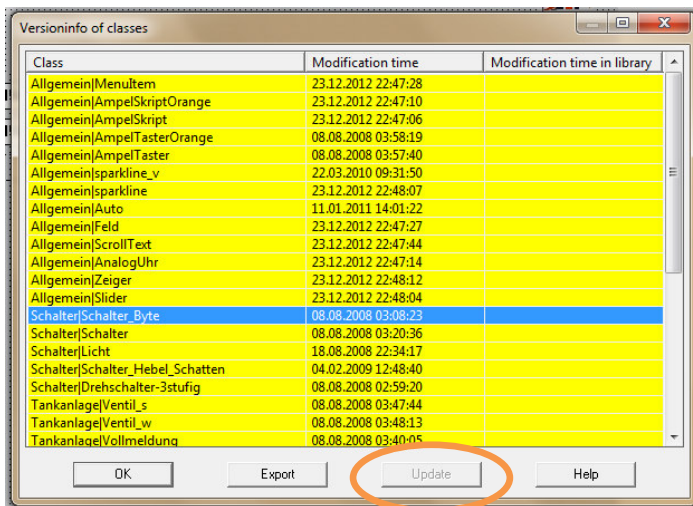 Versioninfo of classes
Class Modification time Modification time in library
Allgemein|MenuItem 23.12.2012 22:47:28
Allgemein|AmpelSkriptOrange 23.12.2012 22:47:10
Allgemein|AmpelSkript 23.12.2012 22:47:06
Allgemein|AmpelTasterOrange 08.08.2008 03:58:19
Allgemein|AmpelTaster 08.08.2008 03:57:40
Allgemein|sparkline_v 22.03.2010 09:31:50
Allgemein|sparkline 23.12.2012 22:48:07
Allgemein|Auto 11.01.2011 14:01:22
Allgemein|Feld 23.12.2012 22:47:27
Allgemein|ScrollText 23.12.2012 22:47:44
Allgemein|AnalogUhr 23.12.2012 22:47:14
Allgemein|Zeiger 23.12.2012 22:48:12
Allgemein|Slider 23.12.2012 22:48:04
Schalter|Schalter_Byte 08.08.2008 03:08:23
Schalter|Schalter 08.08.2008 03:20:36
Schalter|Licht 18.08.2008 22:34:17
Schalter|Schalter_Hebel_Schatten 04.02.2009 12:48:40
Schalter|Drehschalter-3stufig 08.08.2008 02:59:20
Tankanlage|Ventil_s 08.08.2008 03:47:44
Tankanlage|Ventil_w 08.08.2008 03:48:13
Tankanlage|Vollmeldung 08.08.2008 03:40:05
OK Export Update Help